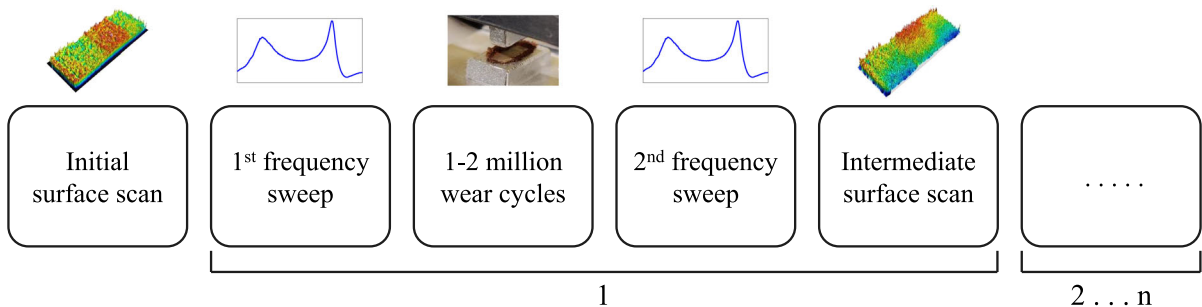 Initial
surface scan
1st frequency
sweep
1-2 million
wear cycles
2nd frequency
sweep
Intermediate
surface scan
. . . . .
1
2 . . . n